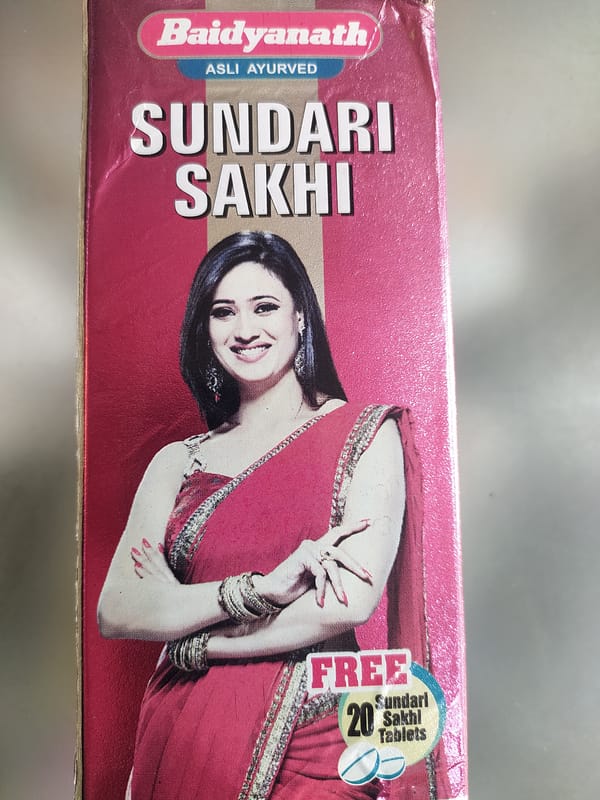 Baidyanath
ASLI AYURVED
SUNDARI
SAKHI
FREE
20 Sundari
Sakhi
Tablets